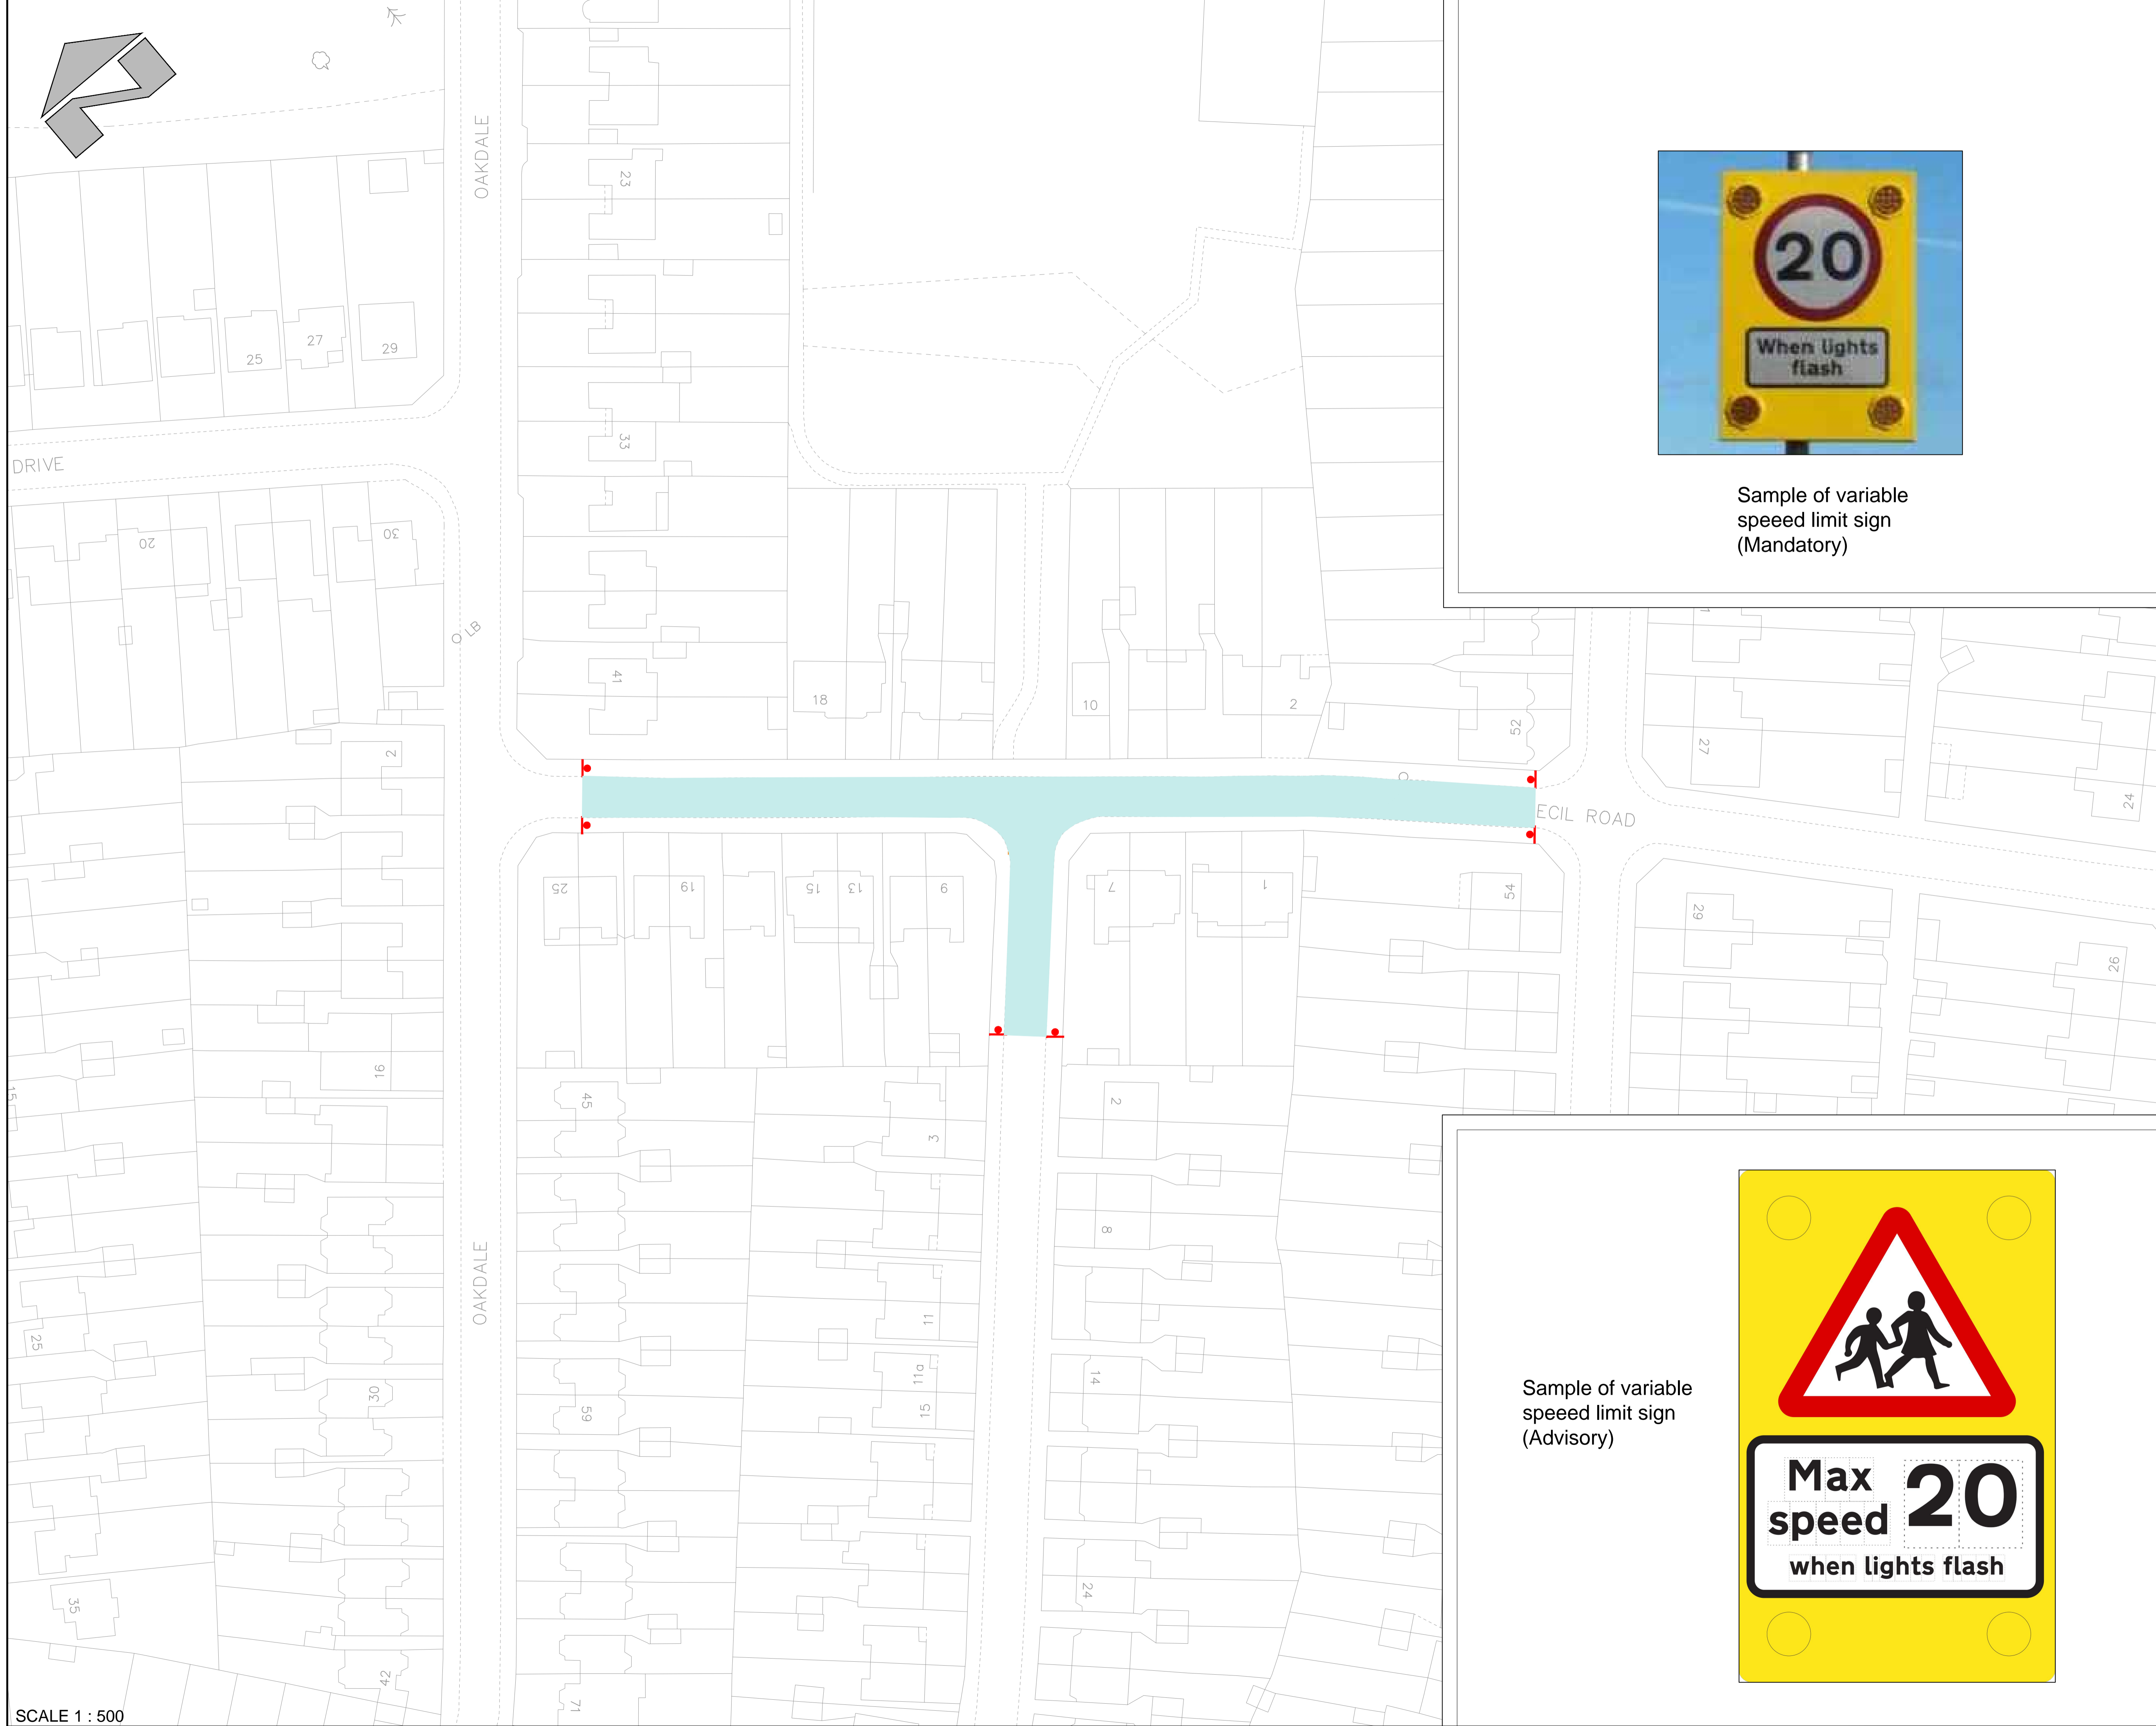 OAKDALE
23
25
27
29
33
DRIVE
20
30
LB
41
18
10
2
52
27
24
2
ECIL ROAD
25
19
15
13
9
7
1
54
29
26
16
15
45
2
3
8
OAKDALE
11
25
14
11a
30
59
15
24
35
42
71
SCALE 1 : 500
20
When lights
flash
Sample of variable
speeed limit sign
(Mandatory)
Sample of variable
speeed limit sign
(Advisory)
Max
speed 20
when lights flash